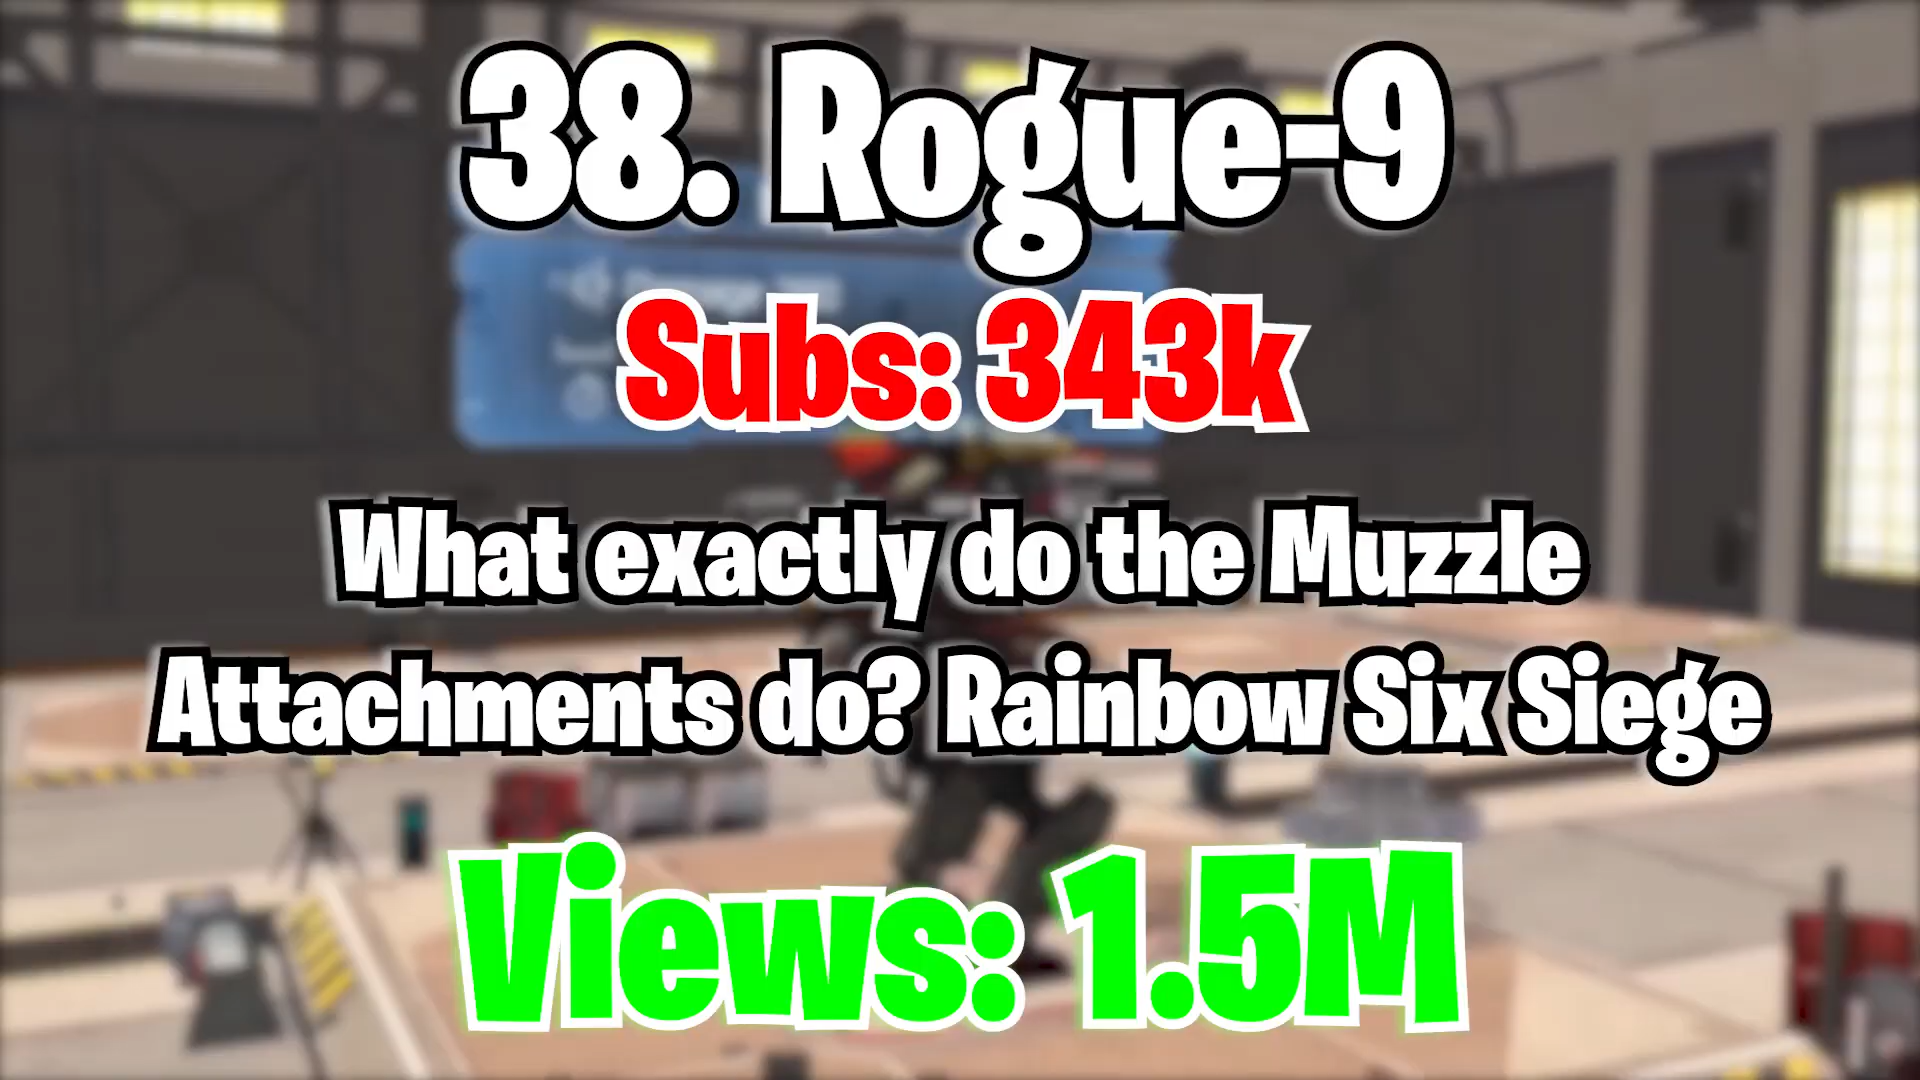 38. Rogue-9
Subs: 343k
What exactly do the Muzzle
Attachments do? Rainbow Six Siege
Views: 1.5M